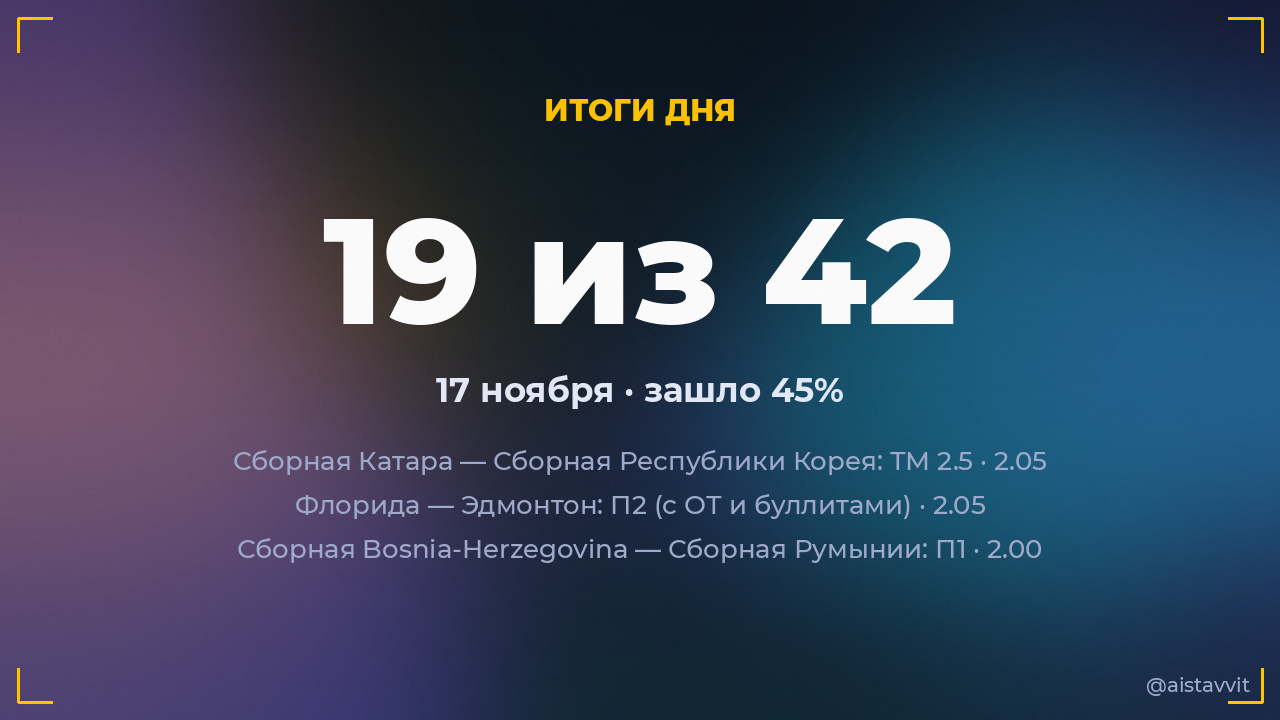 ИТОГИ ДНЯ
19 из 42
17 ноября · зашло 45%
Сборная Катара — Сборная Республики Корея: ТМ 2.5 · 2.05
Флорида — Эдмонтон: П2 (с ОТ и буллитами) · 2.05
Сборная Bosnia-Herzegovina — Сборная Румынии: П1 · 2.00
@aistavvit